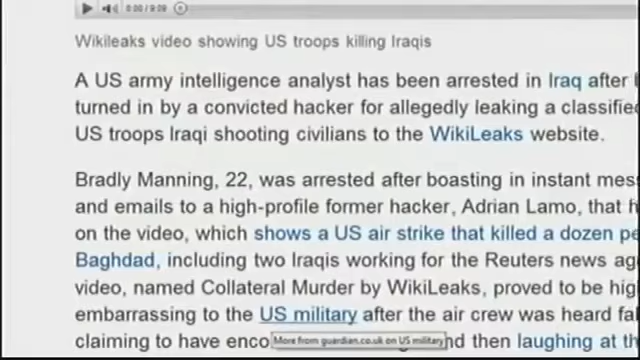 0:00 / 9:09
Wikileaks video showing US troops killing Iraqis
A US army intelligence analyst has been arrested in Iraq after
turned in by a convicted hacker for allegedly leaking a classifie
US troops Iraqi shooting civilians to the WikiLeaks website.
Bradly Manning, 22, was arrested after boasting in instant mes
and emails to a high-profile former hacker, Adrian Lamo, that h
on the video, which shows a US air strike that killed a dozen pe
Baghdad, including two Iraqis working for the Reuters news ag
video, named Collateral Murder by WikiLeaks, proved to be hig
embarrassing to the US military after the air crew was heard fal
claiming to have enco More from guardian.co.uk on US military nd then laughing at th